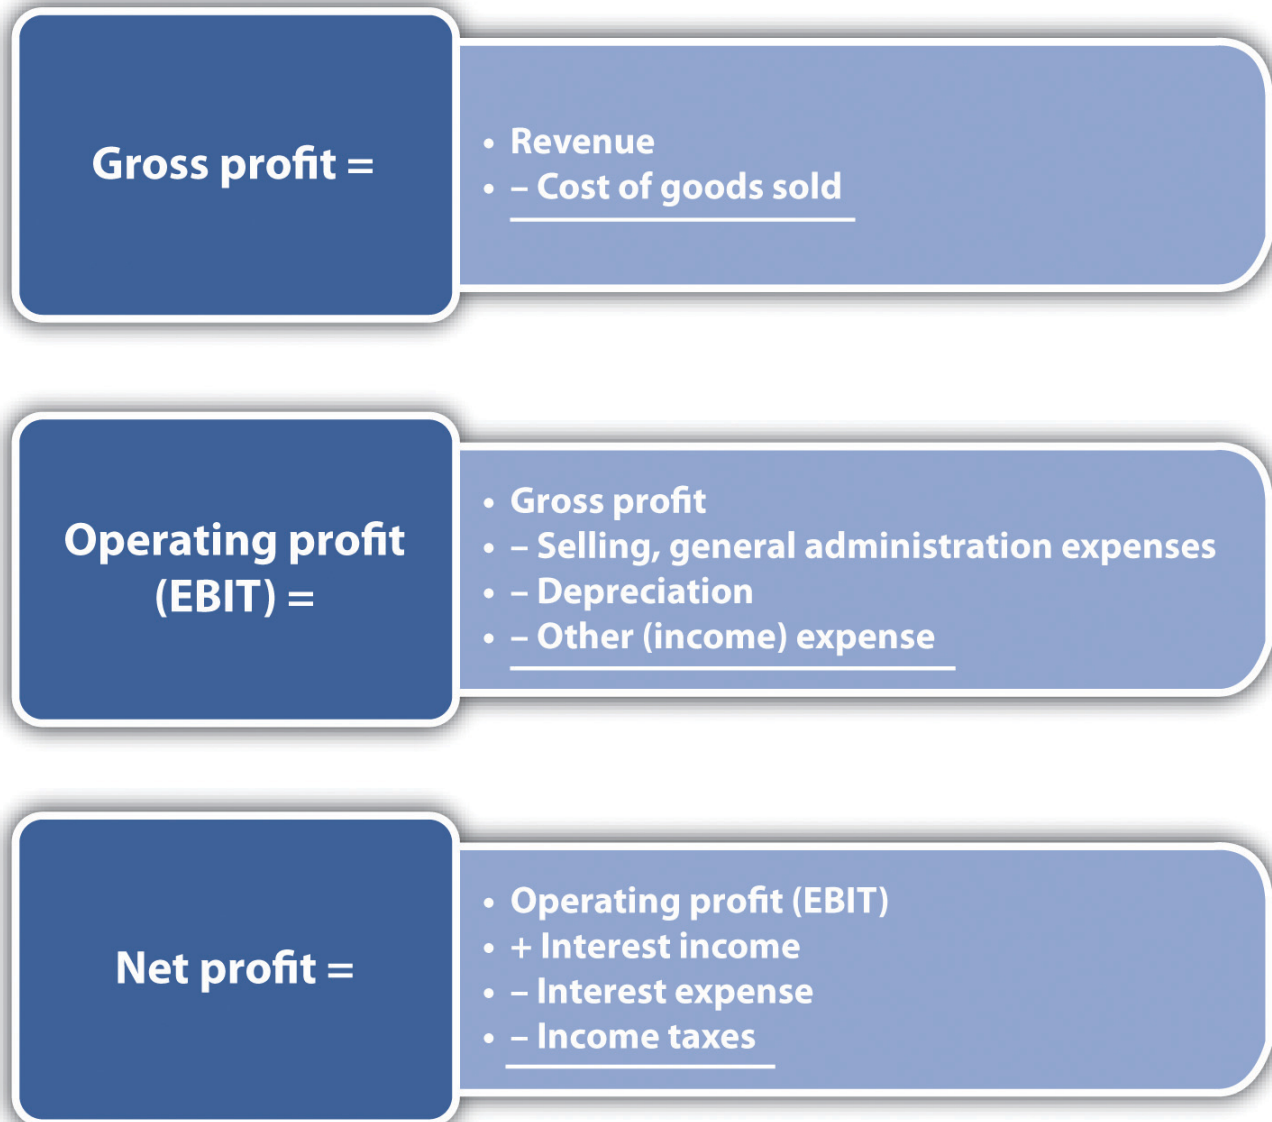 Gross profit =
• Revenue
• – Cost of goods sold
Operating profit
(EBIT) =
• Gross profit
• – Selling, general administration expenses
• – Depreciation
• – Other (income) expense
Net profit =
• Operating profit (EBIT)
• + Interest income
• – Interest expense
• – Income taxes